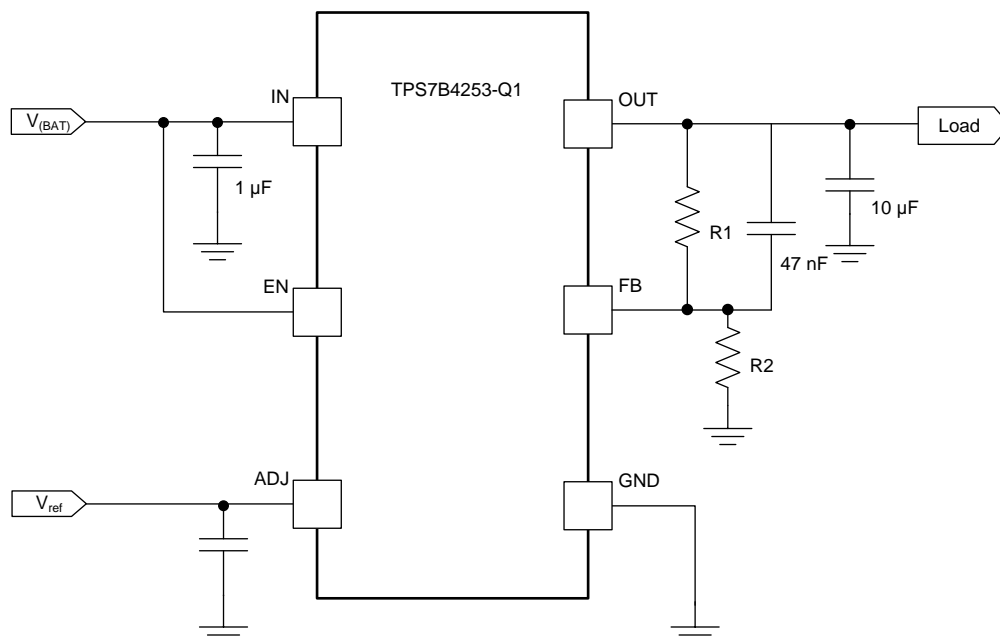 TPS7B4253-Q1
IN
OUT
V(BAT)
Load
1 µF
10 µF
R1
47 nF
EN
FB
R2
ADJ
GND
Vref